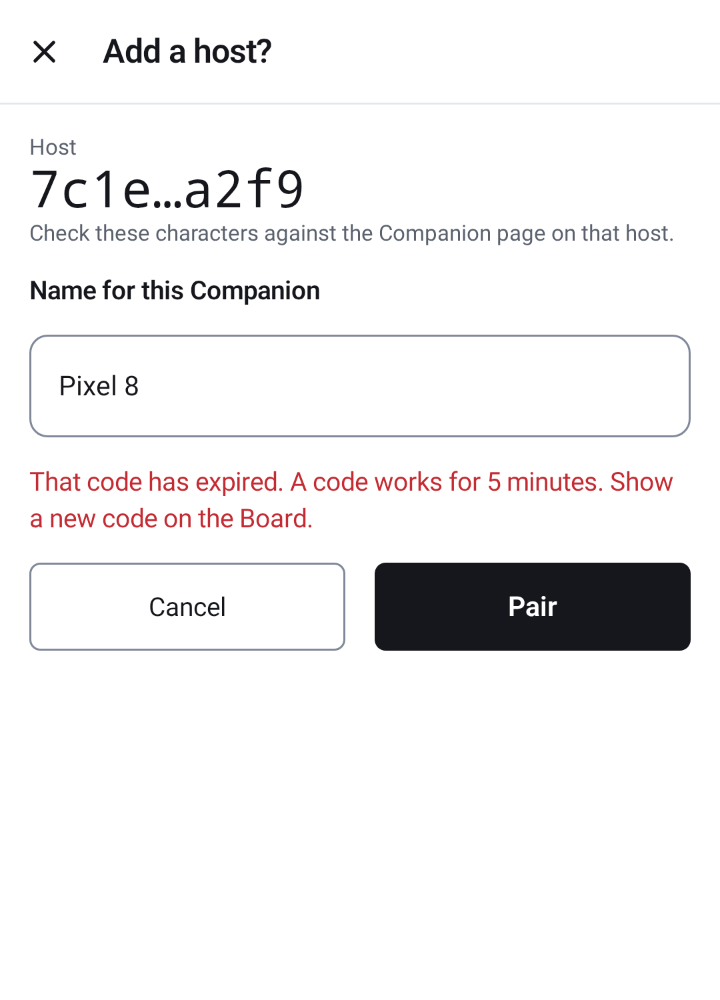 Add a host?
Host
7c1e…a2f9
Check these characters against the Companion page on that host.
Name for this Companion
Pixel 8
That code has expired. A code works for 5 minutes. Show
a new code on the Board.
Cancel
Pair